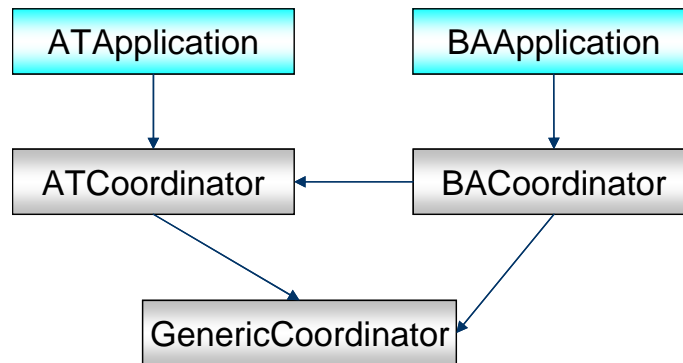 ATApplication
BAApplication
ATCoordinator
BACoordinator
GenericCoordinator